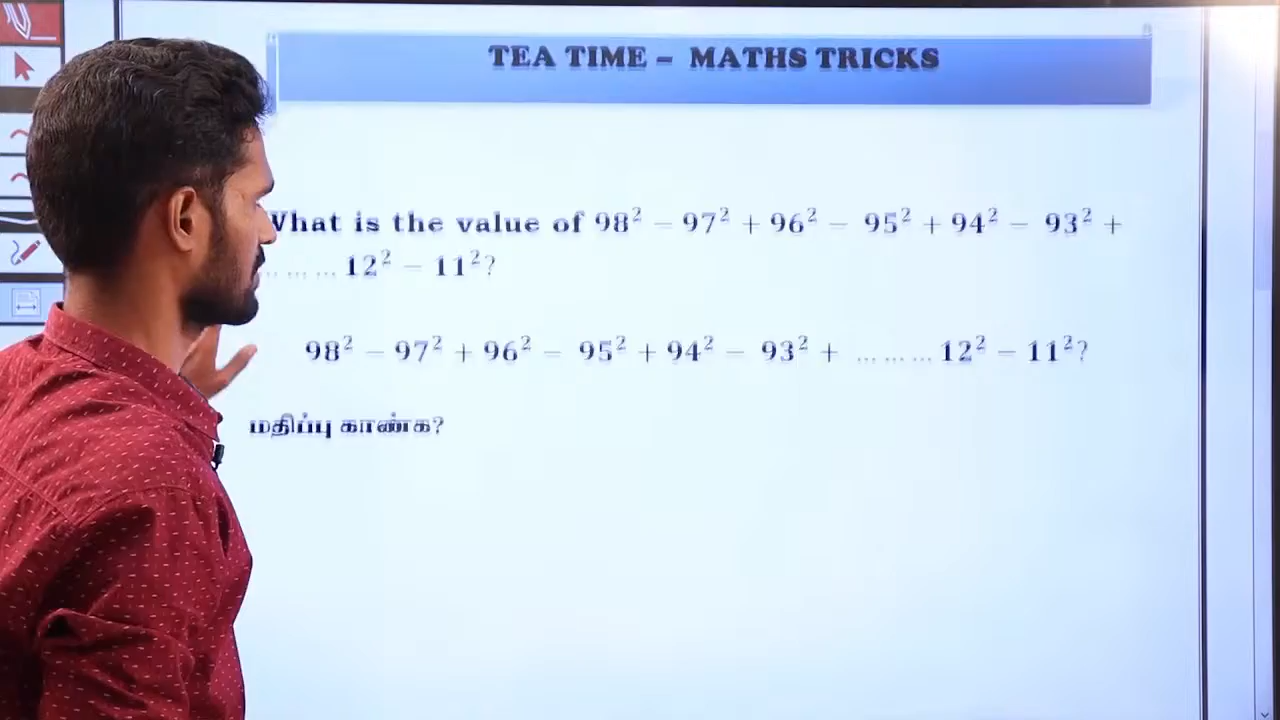 TEA TIME – MATHS TRICKS
What is the value of 98² − 97² + 96² − 95² + 94² − 93² +
… … … 12² − 11²?
98² − 97² + 96² − 95² + 94² − 93² + … … … 12² − 11²?
மதிப்பு காண்க?